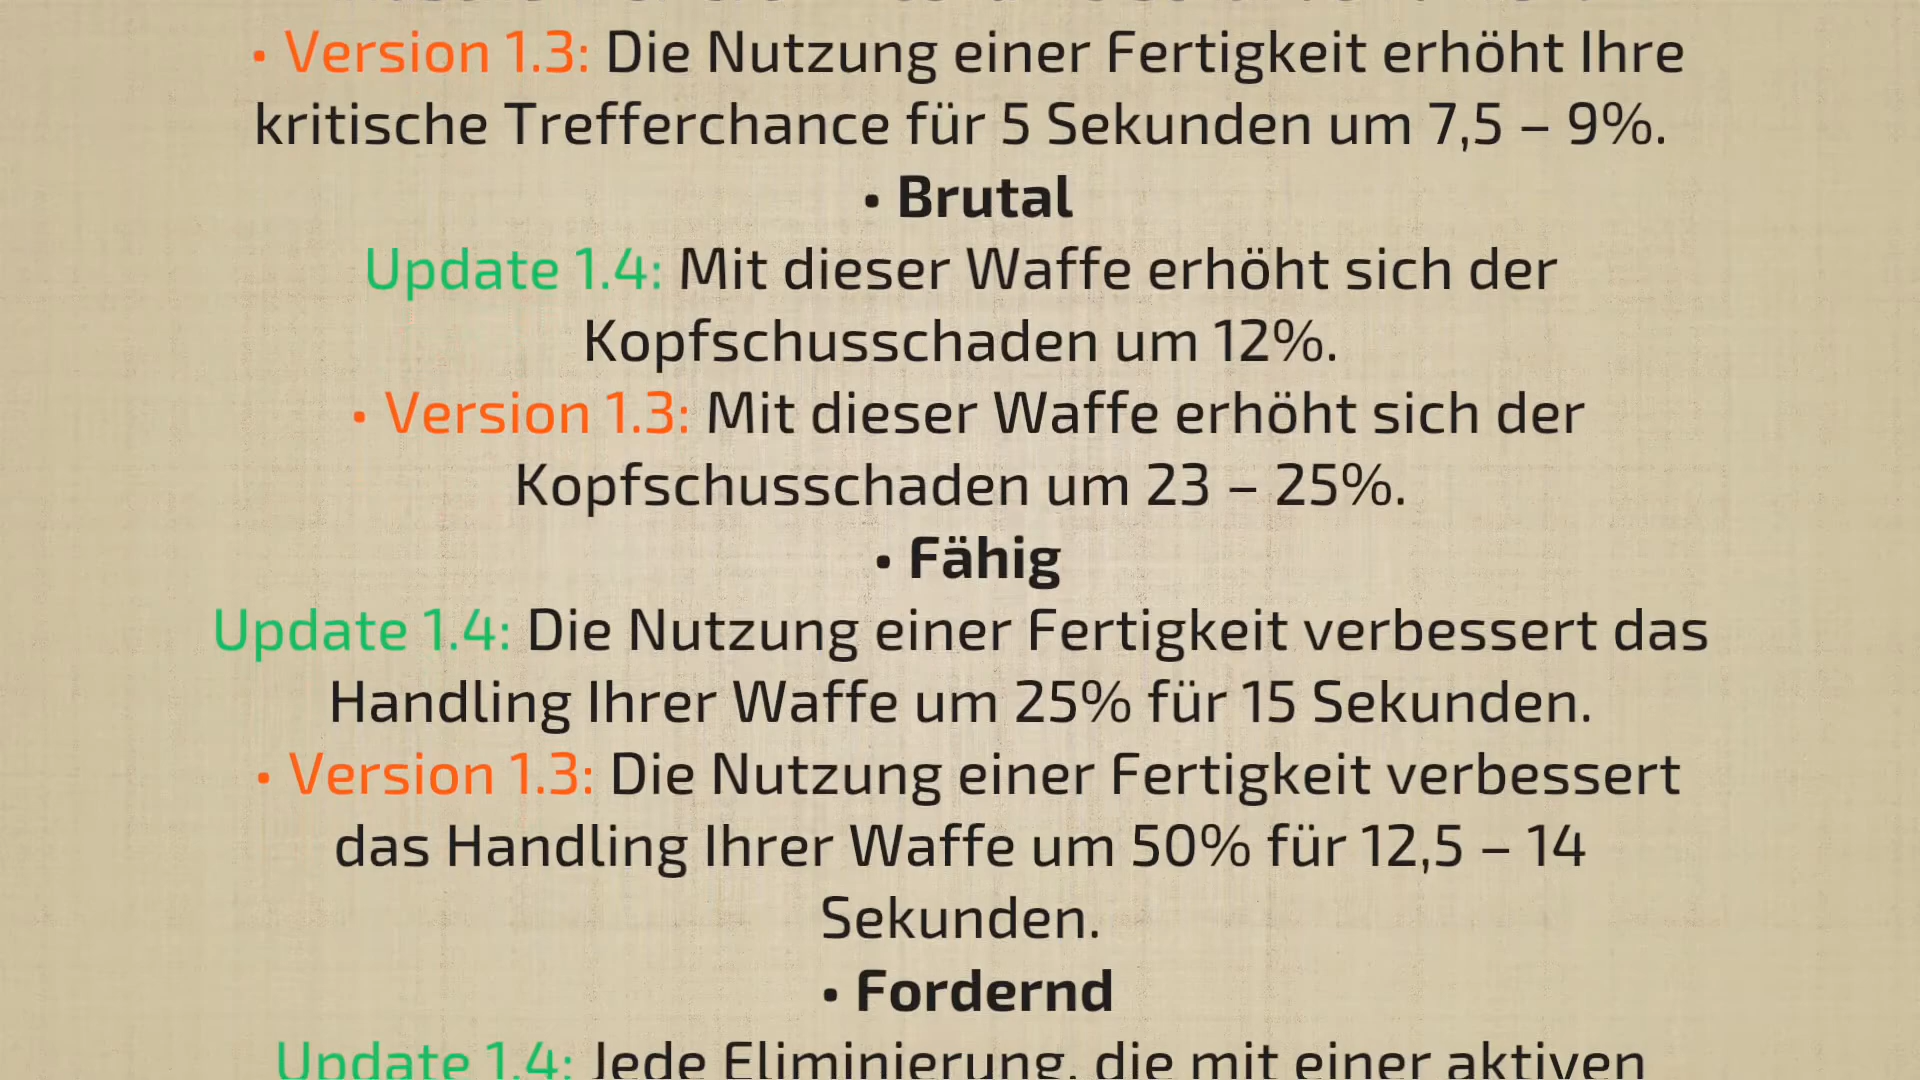 • Version 1.3: Die Nutzung einer Fertigkeit erhöht Ihre
kritische Trefferchance für 5 Sekunden um 7,5 – 9%.
• Brutal
Update 1.4: Mit dieser Waffe erhöht sich der
Kopfschusschaden um 12%.
• Version 1.3: Mit dieser Waffe erhöht sich der
Kopfschusschaden um 23 – 25%.
• Fähig
Update 1.4: Die Nutzung einer Fertigkeit verbessert das
Handling Ihrer Waffe um 25% für 15 Sekunden.
• Version 1.3: Die Nutzung einer Fertigkeit verbessert
das Handling Ihrer Waffe um 50% für 12,5 – 14
Sekunden.
• Fordernd
Update 1.4: Jede Eliminierung, die mit einer aktiven